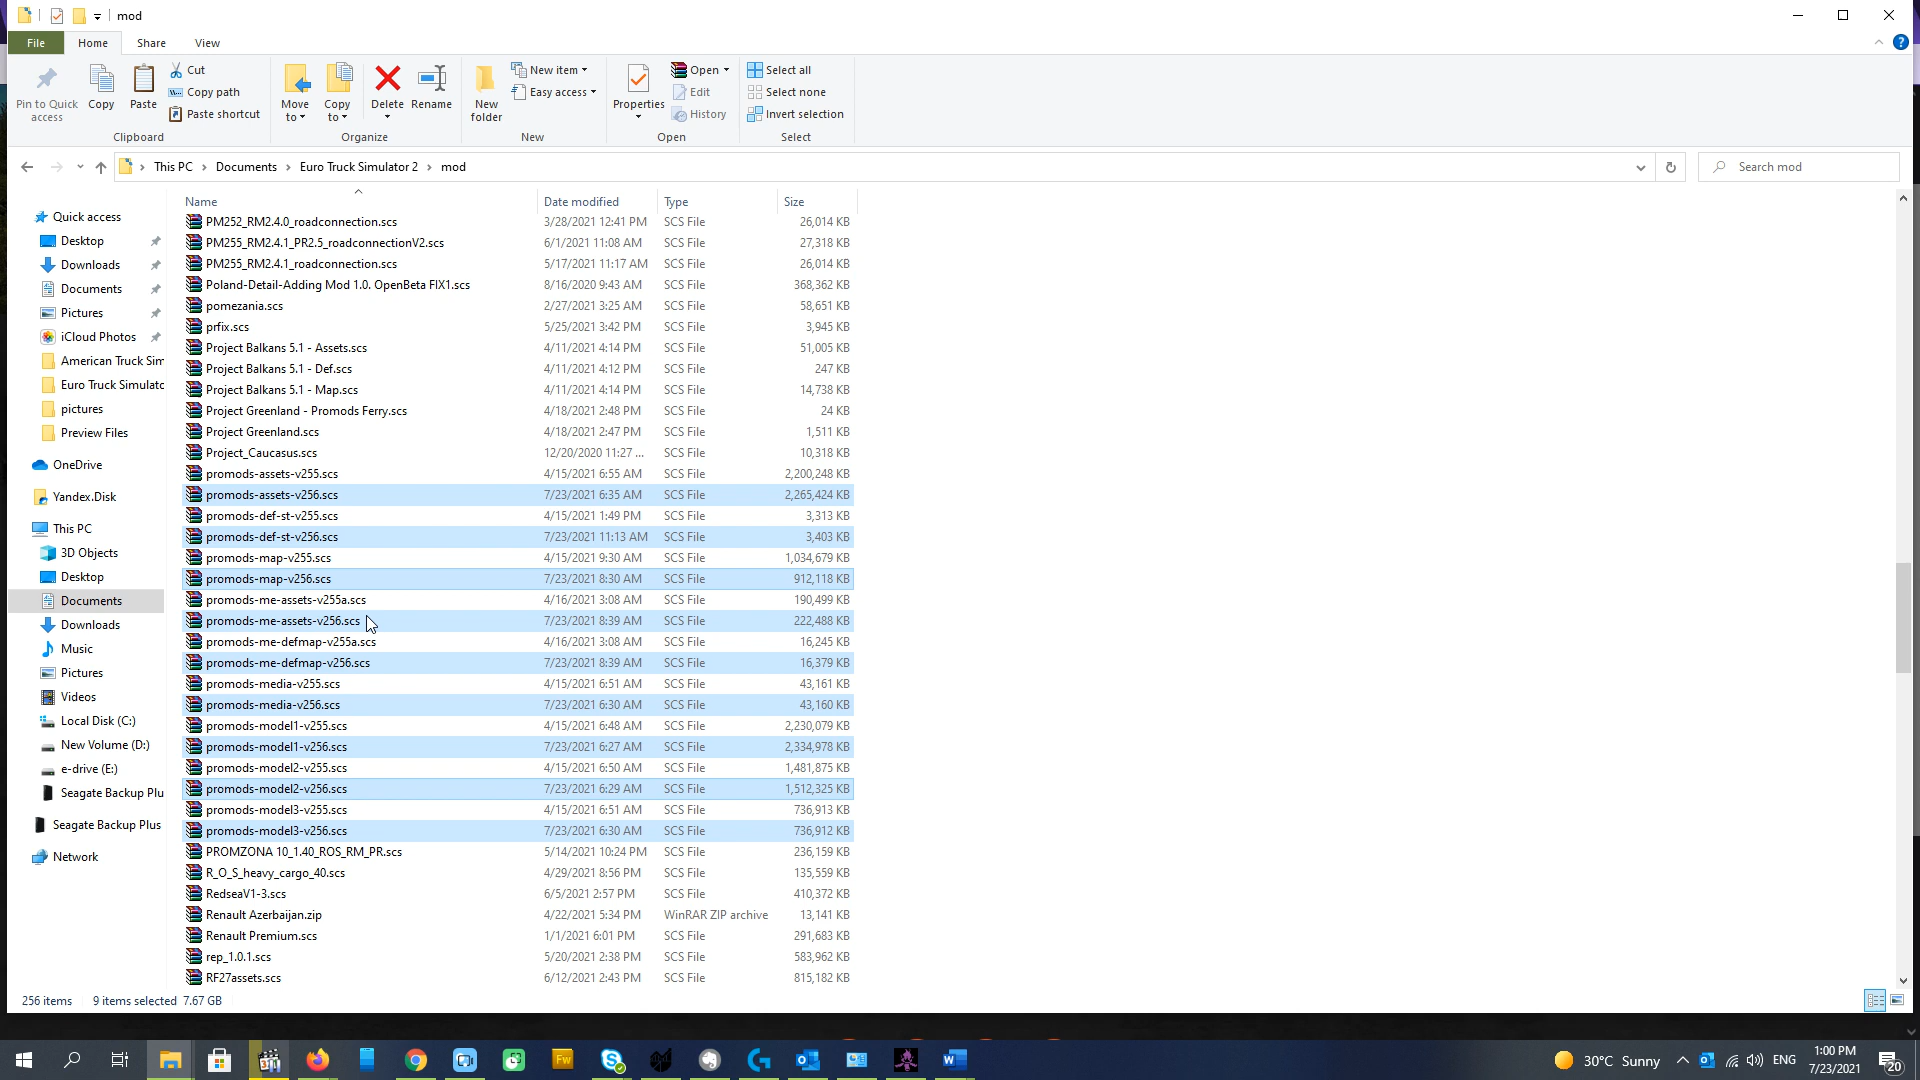 mod
File Home Share View
Pin to Quick access
Copy
Paste
Cut
Copy path
Paste shortcut
Clipboard
Move to
Copy to
Delete
Rename
Organize
New folder
New item
Easy access
New
Properties
Open
Edit
History
Open
Select all
Select none
Invert selection
Select
This PC > Documents > Euro Truck Simulator 2 > mod
Search mod
Quick access
Desktop
Downloads
Documents
Pictures
iCloud Photos
American Truck Sim
Euro Truck Simulatc
pictures
Preview Files
OneDrive
Yandex.Disk
This PC
3D Objects
Desktop
Documents
Downloads
Music
Pictures
Videos
Local Disk (C:)
New Volume (D:)
e-drive (E:)
Seagate Backup Plu
Seagate Backup Plus
Network
Name Date modified Type Size
PM252_RM2.4.0_roadconnection.scs 3/28/2021 12:41 PM SCS File 26,014 KB
PM255_RM2.4.1_PR2.5_roadconnectionV2.scs 6/1/2021 11:08 AM SCS File 27,318 KB
PM255_RM2.4.1_roadconnection.scs 5/17/2021 11:17 AM SCS File 26,014 KB
Poland-Detail-Adding Mod 1.0. OpenBeta FIX1.scs 8/16/2020 9:43 AM SCS File 368,362 KB
pomezania.scs 2/27/2021 3:25 AM SCS File 58,651 KB
prfix.scs 5/25/2021 3:42 PM SCS File 3,945 KB
Project Balkans 5.1 - Assets.scs 4/11/2021 4:14 PM SCS File 51,005 KB
Project Balkans 5.1 - Def.scs 4/11/2021 4:12 PM SCS File 247 KB
Project Balkans 5.1 - Map.scs 4/11/2021 4:14 PM SCS File 14,738 KB
Project Greenland - Promods Ferry.scs 4/18/2021 2:48 PM SCS File 24 KB
Project Greenland.scs 4/18/2021 2:47 PM SCS File 1,511 KB
Project_Caucasus.scs 12/20/2020 11:27 ... SCS File 10,318 KB
promods-assets-v255.scs 4/15/2021 6:55 AM SCS File 2,200,248 KB
promods-assets-v256.scs 7/23/2021 6:35 AM SCS File 2,265,424 KB
promods-def-st-v255.scs 4/15/2021 1:49 PM SCS File 3,313 KB
promods-def-st-v256.scs 7/23/2021 11:13 AM SCS File 3,403 KB
promods-map-v255.scs 4/15/2021 9:30 AM SCS File 1,034,679 KB
promods-map-v256.scs 7/23/2021 8:30 AM SCS File 912,118 KB
promods-me-assets-v255a.scs 4/16/2021 3:08 AM SCS File 190,499 KB
promods-me-assets-v256.scs 7/23/2021 8:39 AM SCS File 222,488 KB
promods-me-defmap-v255a.scs 4/16/2021 3:08 AM SCS File 16,245 KB
promods-me-defmap-v256.scs 7/23/2021 8:39 AM SCS File 16,379 KB
promods-media-v255.scs 4/15/2021 6:51 AM SCS File 43,161 KB
promods-media-v256.scs 7/23/2021 6:30 AM SCS File 43,160 KB
promods-model1-v255.scs 4/15/2021 6:48 AM SCS File 2,230,079 KB
promods-model1-v256.scs 7/23/2021 6:27 AM SCS File 2,334,978 KB
promods-model2-v255.scs 4/15/2021 6:50 AM SCS File 1,481,875 KB
promods-model2-v256.scs 7/23/2021 6:29 AM SCS File 1,512,325 KB
promods-model3-v255.scs 4/15/2021 6:51 AM SCS File 736,913 KB
promods-model3-v256.scs 7/23/2021 6:30 AM SCS File 736,912 KB
PROMZONA 10_1.40_ROS_RM_PR.scs 5/14/2021 10:24 PM SCS File 236,159 KB
R_O_S_heavy_cargo_40.scs 4/29/2021 8:56 PM SCS File 135,559 KB
RedseaV1-3.scs 6/5/2021 2:57 PM SCS File 410,372 KB
Renault Azerbaijan.zip 4/22/2021 5:34 PM WinRAR ZIP archive 13,141 KB
Renault Premium.scs 1/1/2021 6:01 PM SCS File 291,683 KB
rep_1.0.1.scs 5/20/2021 2:38 PM SCS File 583,962 KB
RF27assets.scs 6/12/2021 2:43 PM SCS File 815,182 KB
256 items 9 items selected 7.67 GB
Fw
30°C Sunny
ENG
1:00 PM
7/23/2021
20